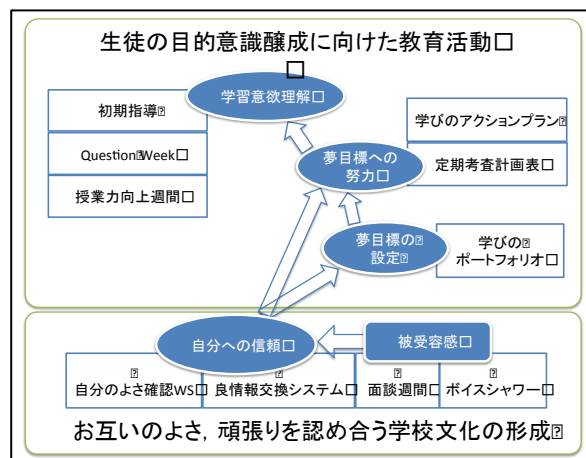 生徒の目的意識醸成に向けた教育活動
学習意欲理解
初期指導
Question Week
授業力向上週間
学びのアクションプラン
定期考査計画表
夢目標への
努力
夢目標の
設定
学びの
ポートフォリオ
自分への信頼
被受容感
自分のよさ確認WS
良情報交換システム
面談週間
ボイスシャワー
お互いのよさ，頑張りを認め合う学校文化の形成